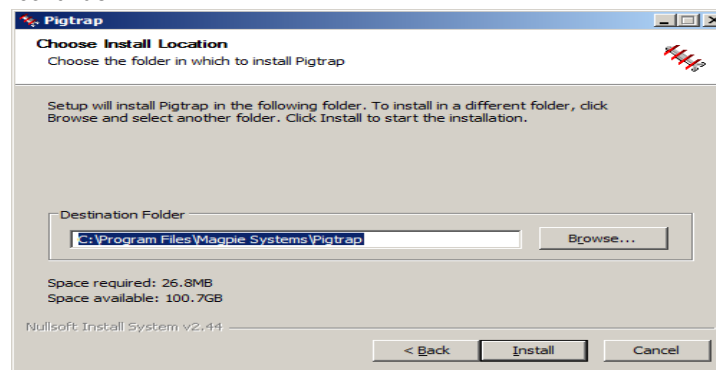 Pigtrap
Choose Install Location
Choose the folder in which to install Pigtrap
Setup will install Pigtrap in the following folder. To install in a different folder, click
Browse and select another folder. Click Install to start the installation.
Destination Folder
C:\Program Files\Magpie Systems\Pigtrap
Browse...
Space required: 26.8MB
Space available: 100.7GB
Nullsoft Install System v2.44
< Back Install Cancel